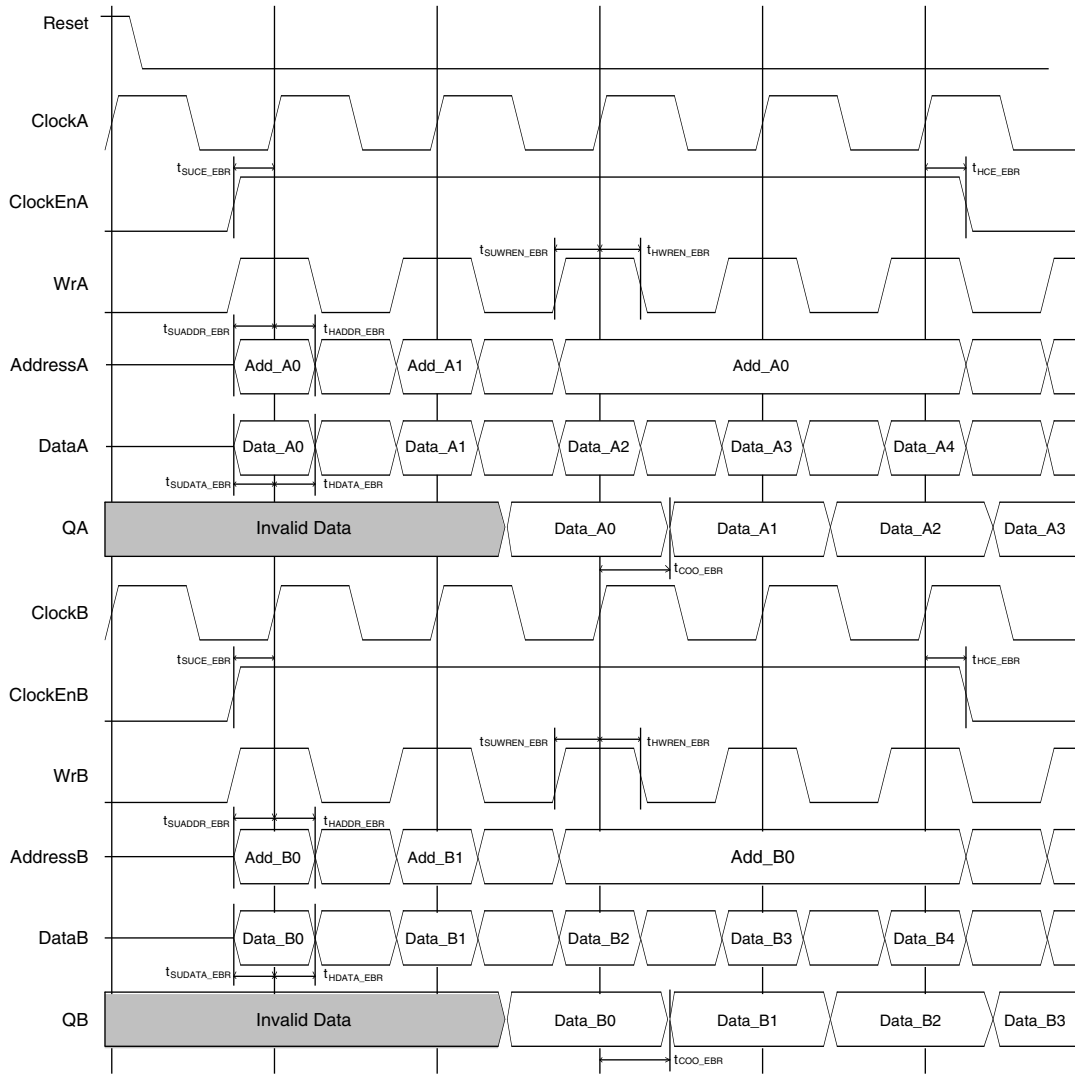 Reset
ClockA
tSUCE_EBR
tHCE_EBR
ClockEnA
tSUWREN_EBR tHWREN_EBR
WrA
tSUADDR_EBR tHADDR_EBR
AddressA Add_A0 Add_A1 Add_A0
DataA Data_A0 Data_A1 Data_A2 Data_A3 Data_A4
tSUDATA_EBR tHDATA_EBR
QA Invalid Data Data_A0 Data_A1 Data_A2 Data_A3
tCOO_EBR
ClockB
tSUCE_EBR tHCE_EBR
ClockEnB
tSUWREN_EBR tHWREN_EBR
WrB
tSUADDR_EBR tHADDR_EBR
AddressB Add_B0 Add_B1 Add_B0
DataB Data_B0 Data_B1 Data_B2 Data_B3 Data_B4
tSUDATA_EBR tHDATA_EBR
QB Invalid Data Data_B0 Data_B1 Data_B2 Data_B3
tCOO_EBR